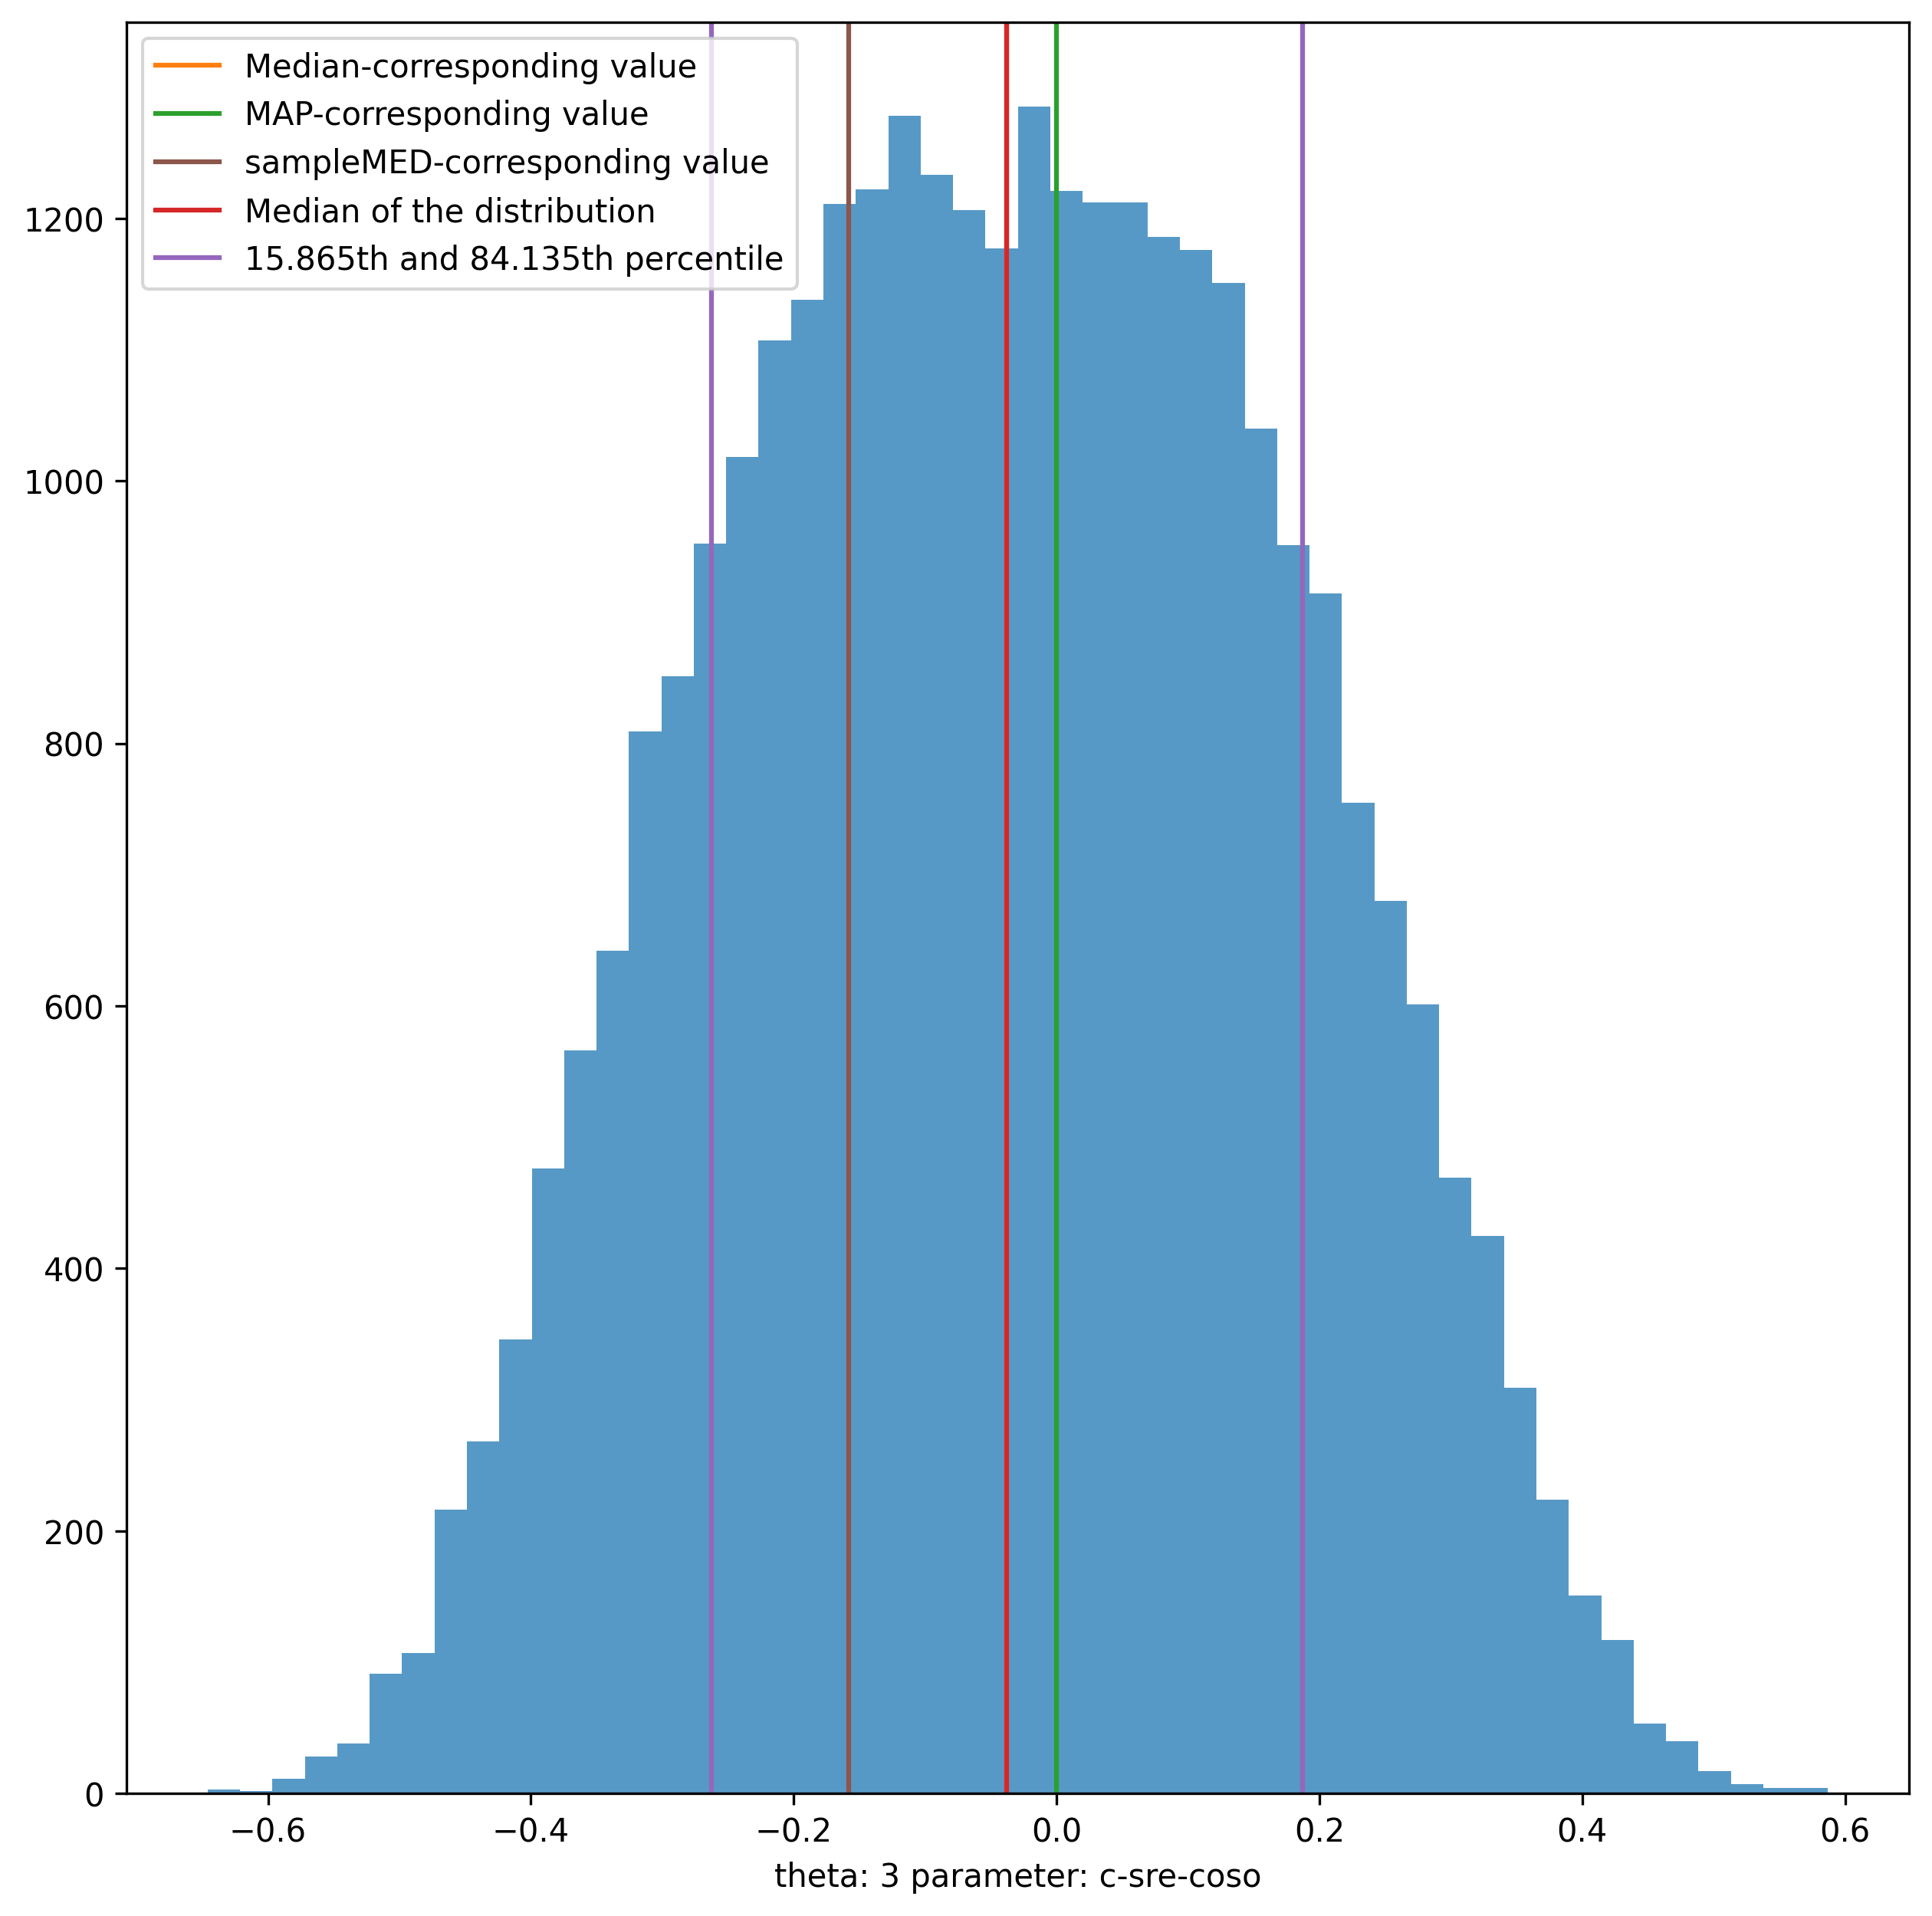 Median-corresponding value
MAP-corresponding value
sampleMED-corresponding value
Median of the distribution
15.865th and 84.135th percentile
1200
1000
800
600
400
200
0
−0.6 −0.4 −0.2 0.0 0.2 0.4 0.6
theta: 3 parameter: c-sre-coso